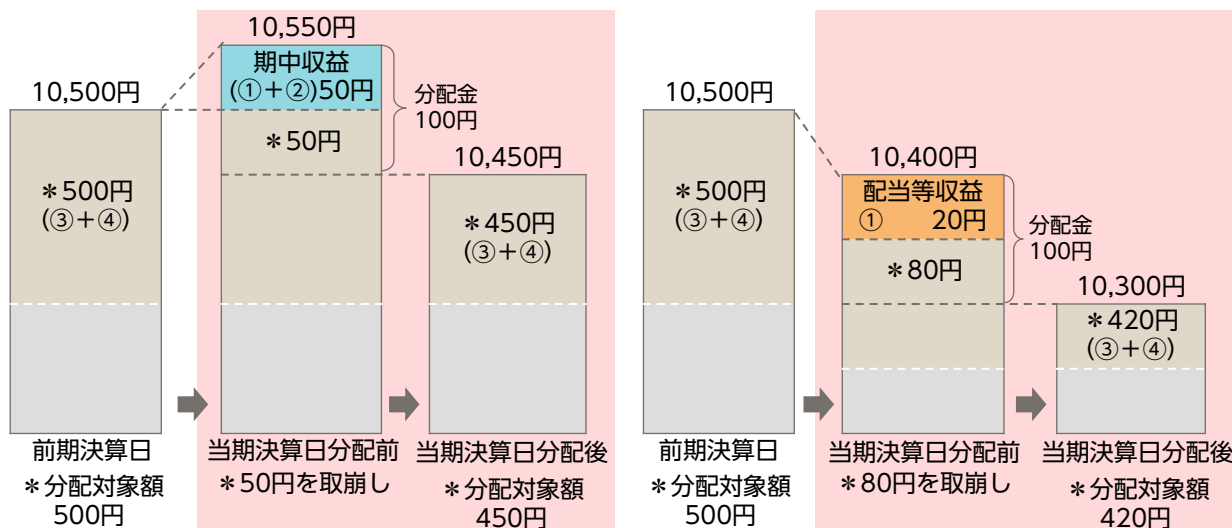 10,500円
＊500円
(③＋④)
前期決算日
＊分配対象額
500円
10,550円
期中収益
(①＋②)50円
＊50円
分配金
100円
当期決算日分配前
＊50円を取崩し
10,450円
＊450円
(③＋④)
当期決算日分配後
＊分配対象額
450円
10,500円
＊500円
(③＋④)
前期決算日
＊分配対象額
500円
10,400円
配当等収益
① 20円
＊80円
分配金
100円
当期決算日分配前
＊80円を取崩し
10,300円
＊420円
(③＋④)
当期決算日分配後
＊分配対象額
420円